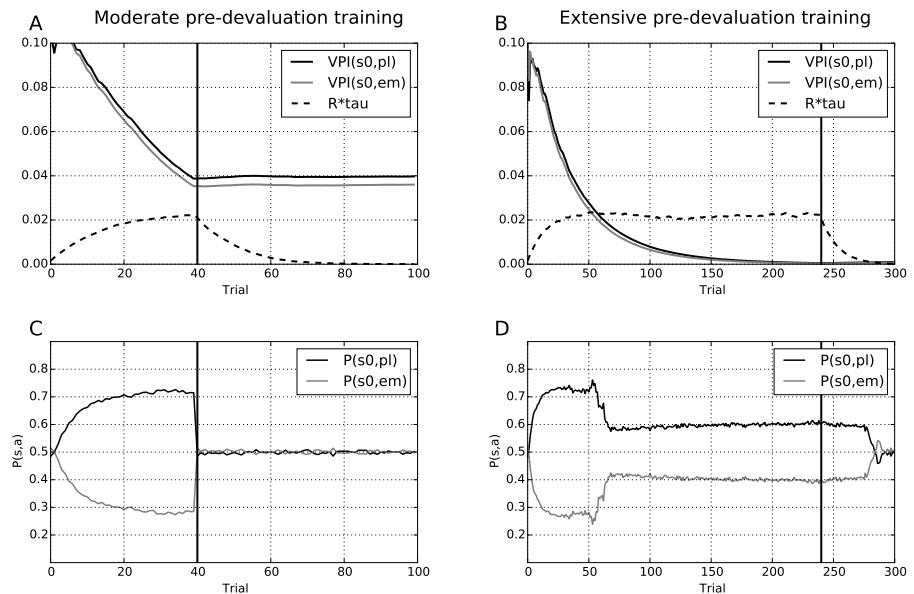 A
Moderate pre-devaluation training
0.10
0.08
0.06
0.04
0.02
0.00
VPI(s0,pl)
VPI(s0,em)
R*tau
0 20 40 60 80 100
Trial
B
Extensive pre-devaluation training
0.10
0.08
0.06
0.04
0.02
0.00
VPI(s0,pl)
VPI(s0,em)
R*tau
0 50 100 150 200 250 300
Trial
C
P(s,a)
0.8
0.7
0.6
0.5
0.4
0.3
0.2
P(s0,pl)
P(s0,em)
0 20 40 60 80 100
Trial
D
P(s,a)
0.8
0.7
0.6
0.5
0.4
0.3
0.2
P(s0,pl)
P(s0,em)
0 50 100 150 200 250 300
Trial